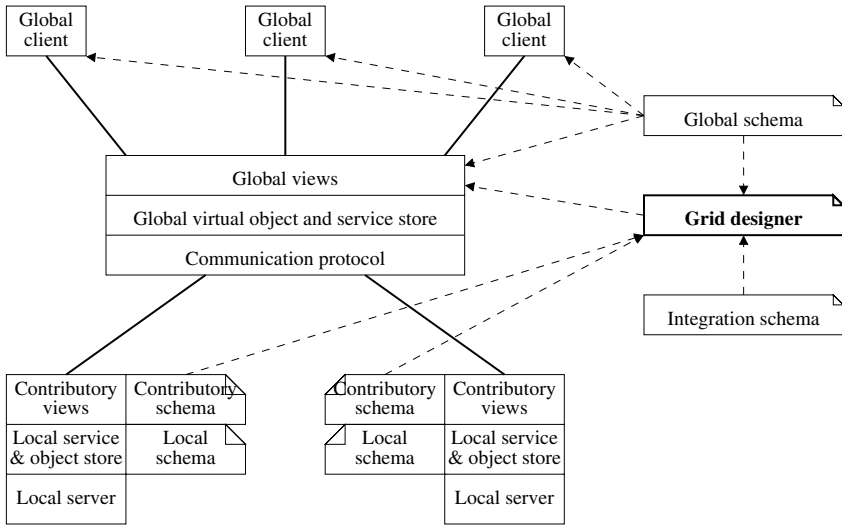 Global
client
Global
client
Global
client
Global schema
Global views
Global virtual object and service store
Grid designer
Communication protocol
Integration schema
Contributory
views
Contributory
schema
Contributory
schema
Contributory
views
Local service
& object store
Local
schema
Local
schema
Local service
& object store
Local server
Local server